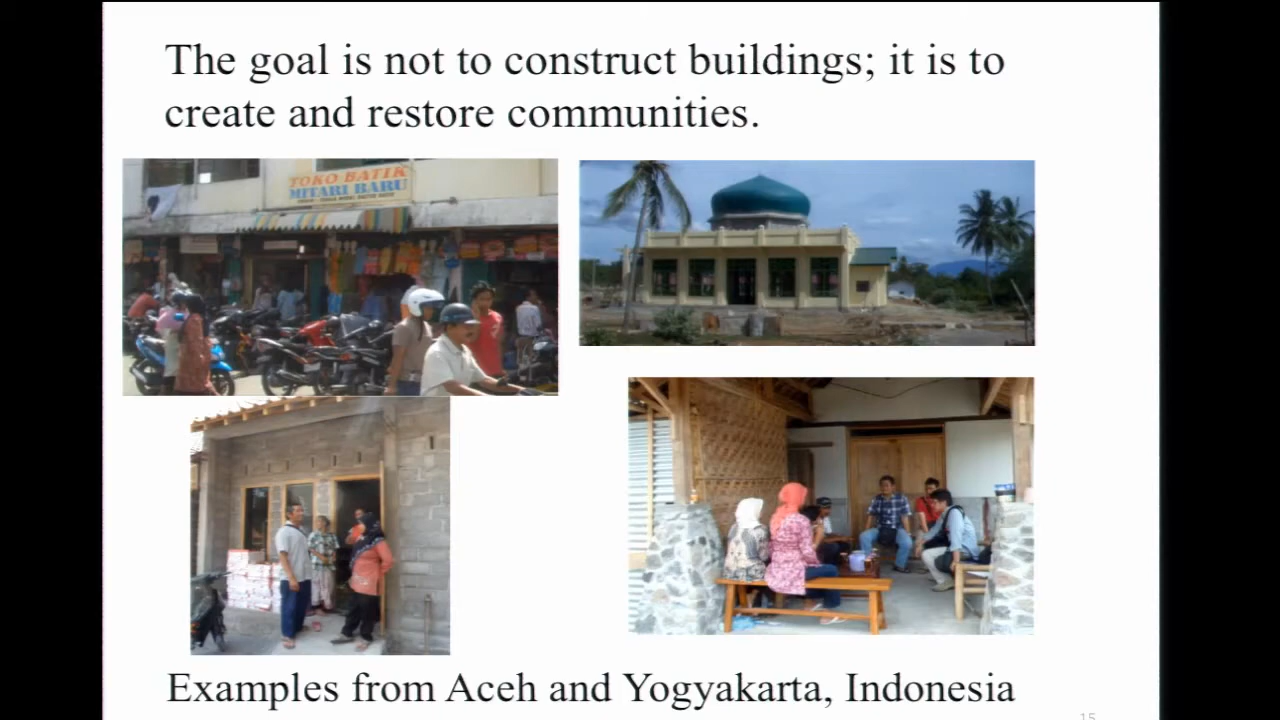 The goal is not to construct buildings; it is to
create and restore communities.
TOKO BATIK
MITARI BARU
Examples from Aceh and Yogyakarta, Indonesia
15